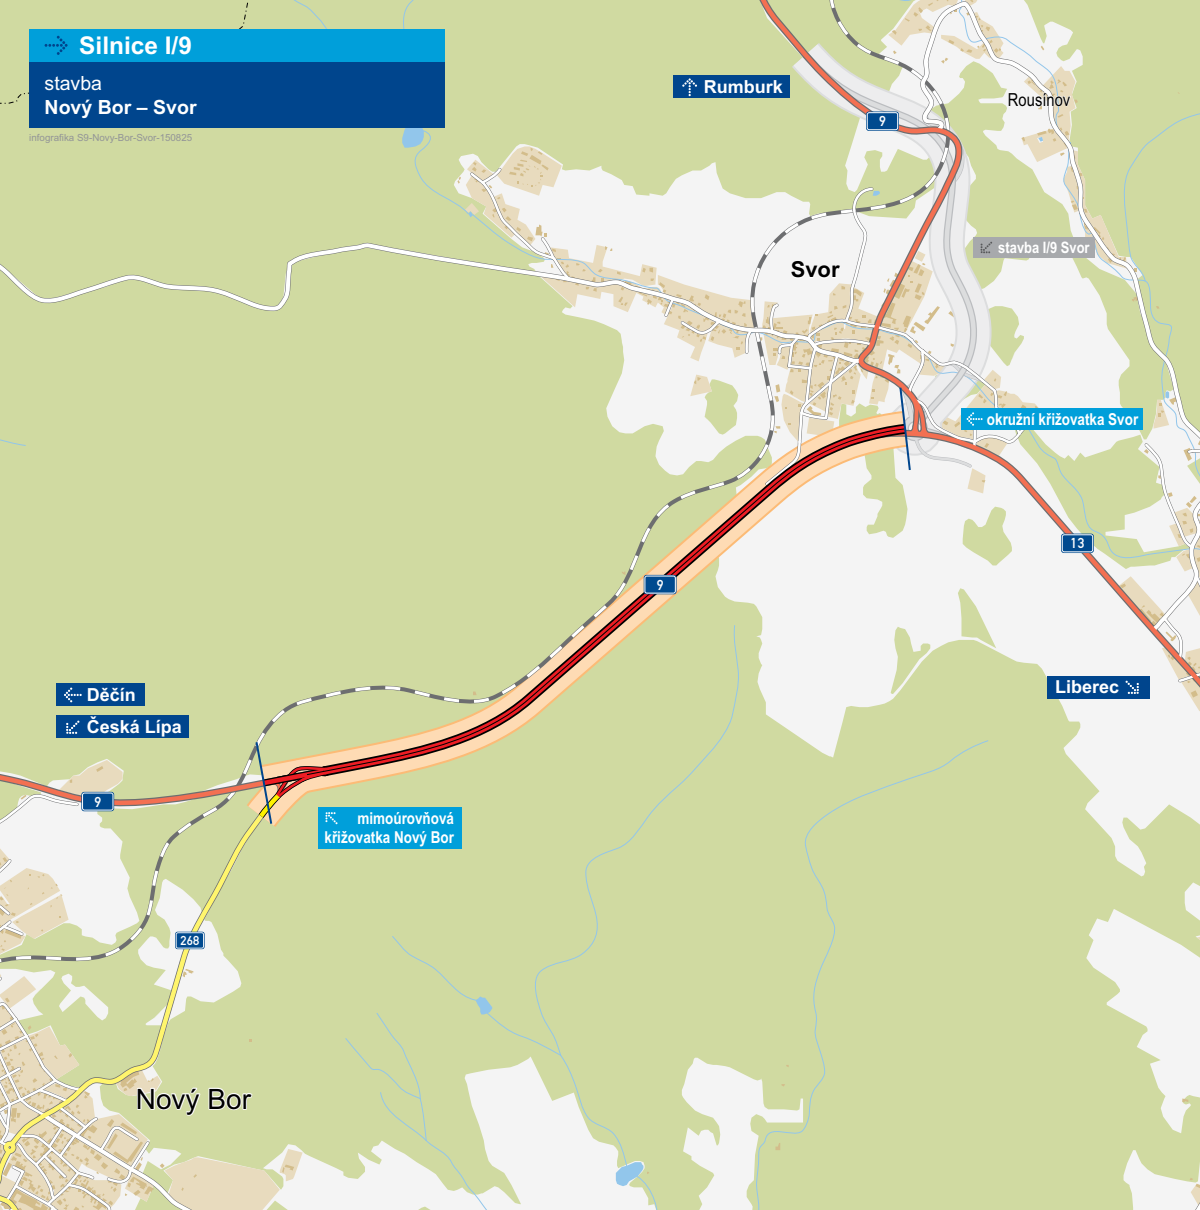 Silnice I/9
stavba
Nový Bor – Svor
infografika S9-Novy-Bor-Svor-150825
Rumburk
Rousínov
9
stavba I/9 Svor
Svor
okružní křižovatka Svor
13
9
Děčín
Česká Lípa
Liberec
9
mimoúrovňová
křižovatka Nový Bor
268
Nový Bor